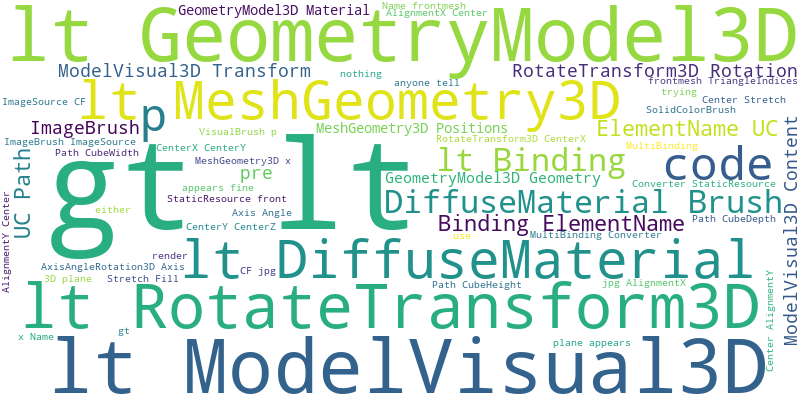 Name frontmesh
GeometryModel3D Material
AlignmentX Center
lt GeometryModel3D
ModelVisual3D Transform
nothing
RotateTransform3D Rotation
anyone tell
frontmesh TriangleIndices
trying
lt MeshGeometry3D
ImageSource CF
Center Stretch
SolidColorBrush
p
ImageBrush
VisualBrush p
MeshGeometry3D Positions
ElementName UC
ImageBrush ImageSource
RotateTransform3D CenterX
MultiBinding
Path CubeWidth
CenterX CenterY
gt
lt
lt Binding
code
MeshGeometry3D x
pre
GeometryModel3D Geometry
Converter StaticResource
UC Path
appears fine
StaticResource front
DiffuseMaterial Brush
either
Axis Angle
Binding ElementName
Path CubeDepth
CenterY CenterZ
use
MultiBinding Converter
ModelVisual3D Content
AlignmentY Center
render
lt DiffuseMaterial
AxisAngleRotation3D Axis
CF jpg
3D plane
Stretch Fill
Path CubeHeight
jpg AlignmentX
Center AlignmentY
lt RotateTransform3D
gt
x Name
plane appears
lt ModelVisual3D